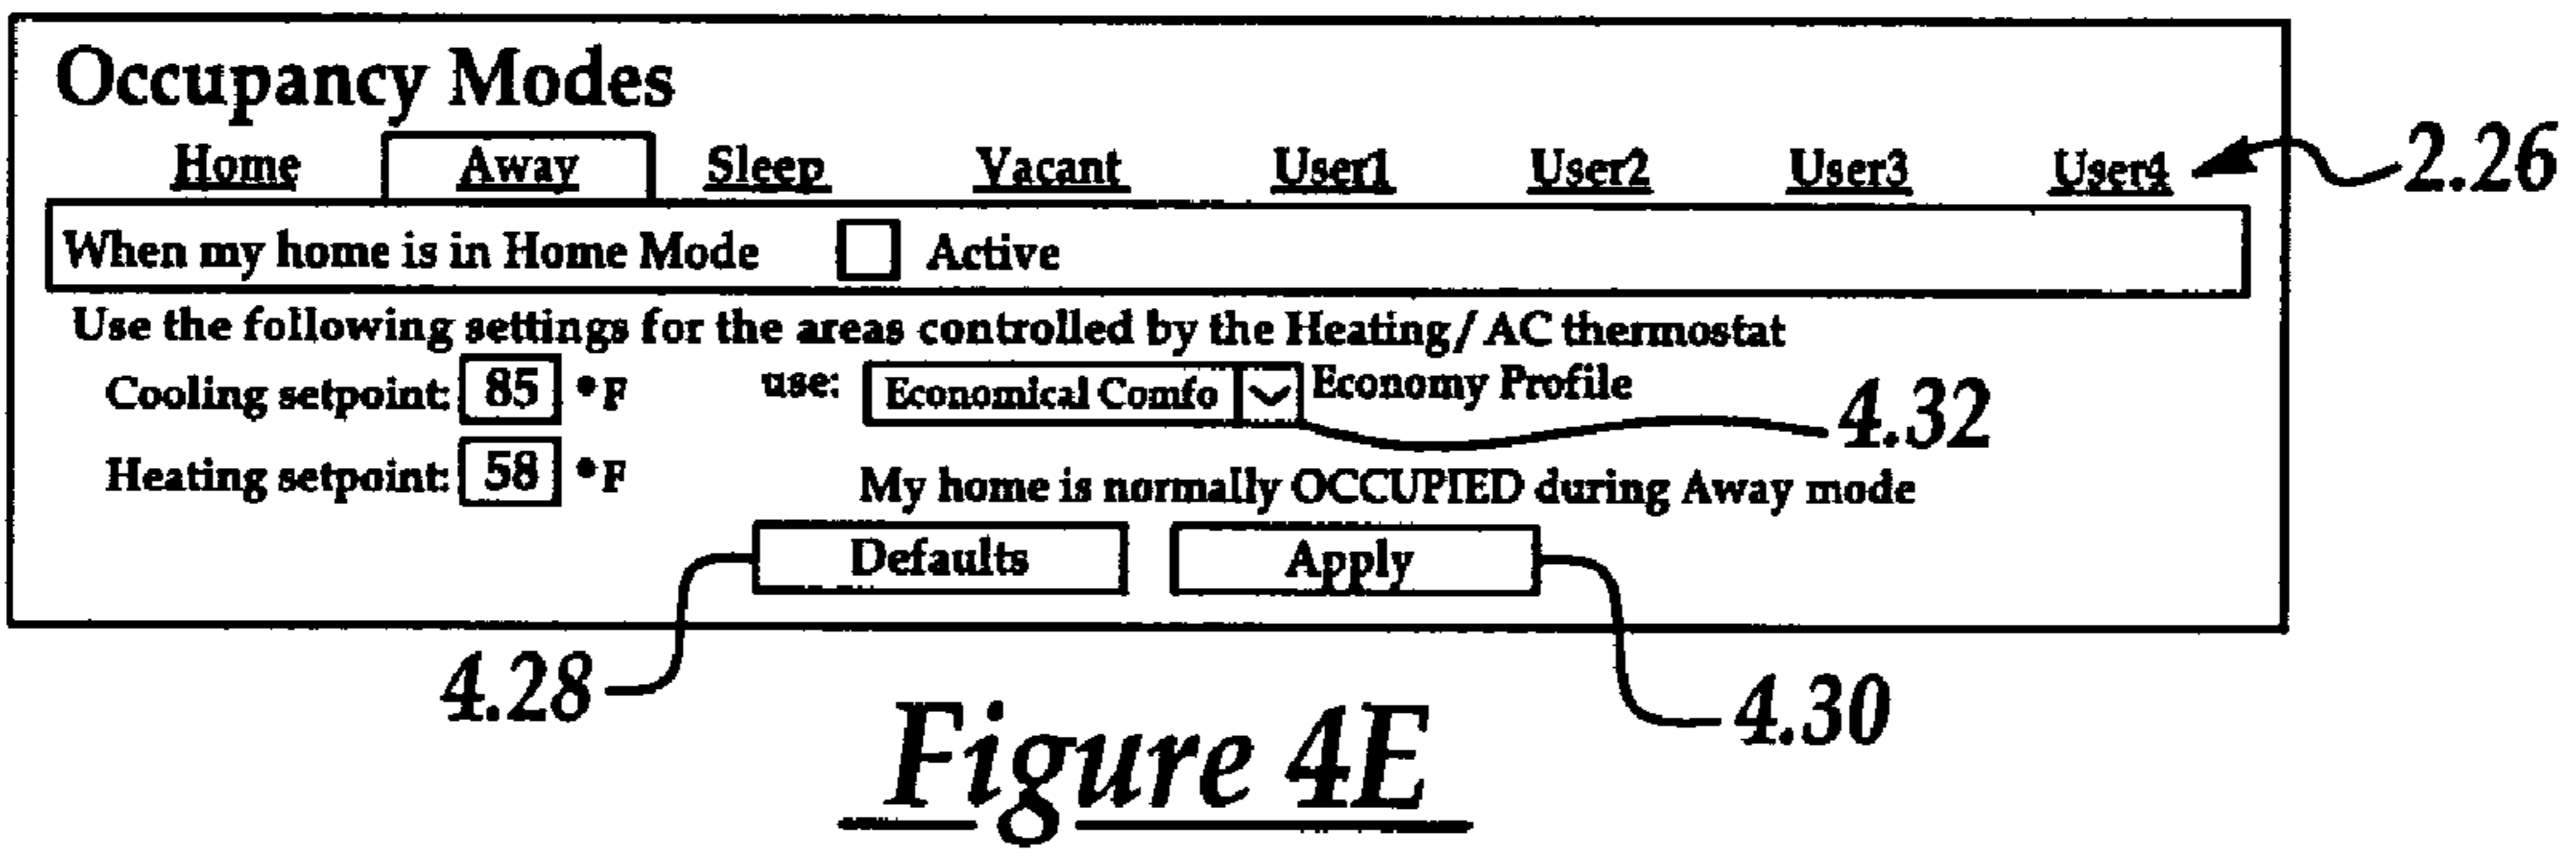 Occupancy Modes
Home Away Sleep Vacant User1 User2 User3 User4 2.26
When my home is in Home Mode Active
Use the following settings for the areas controlled by the Heating/AC thermostat
Cooling setpoint: 85 °F use: Economical Comfo Economy Profile
4.32
Heating setpoint: 58 °F My home is normally OCCUPIED during Away mode
Defaults Apply
4.28 4.30
Figure 4E